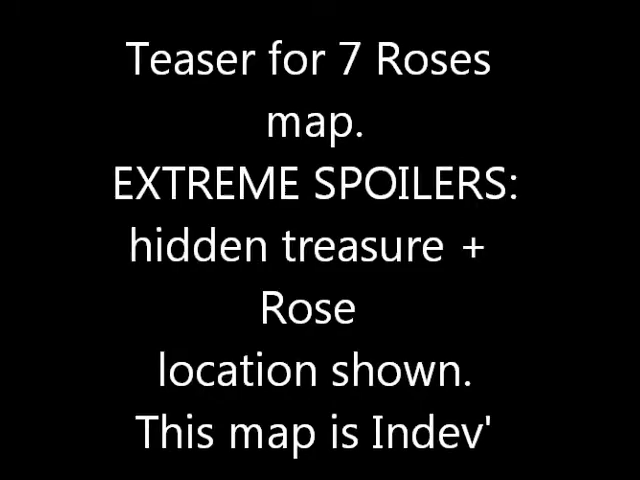 Teaser for 7 Roses
map.
EXTREME SPOILERS:
hidden treasure +
Rose
location shown.
This map is Indev'